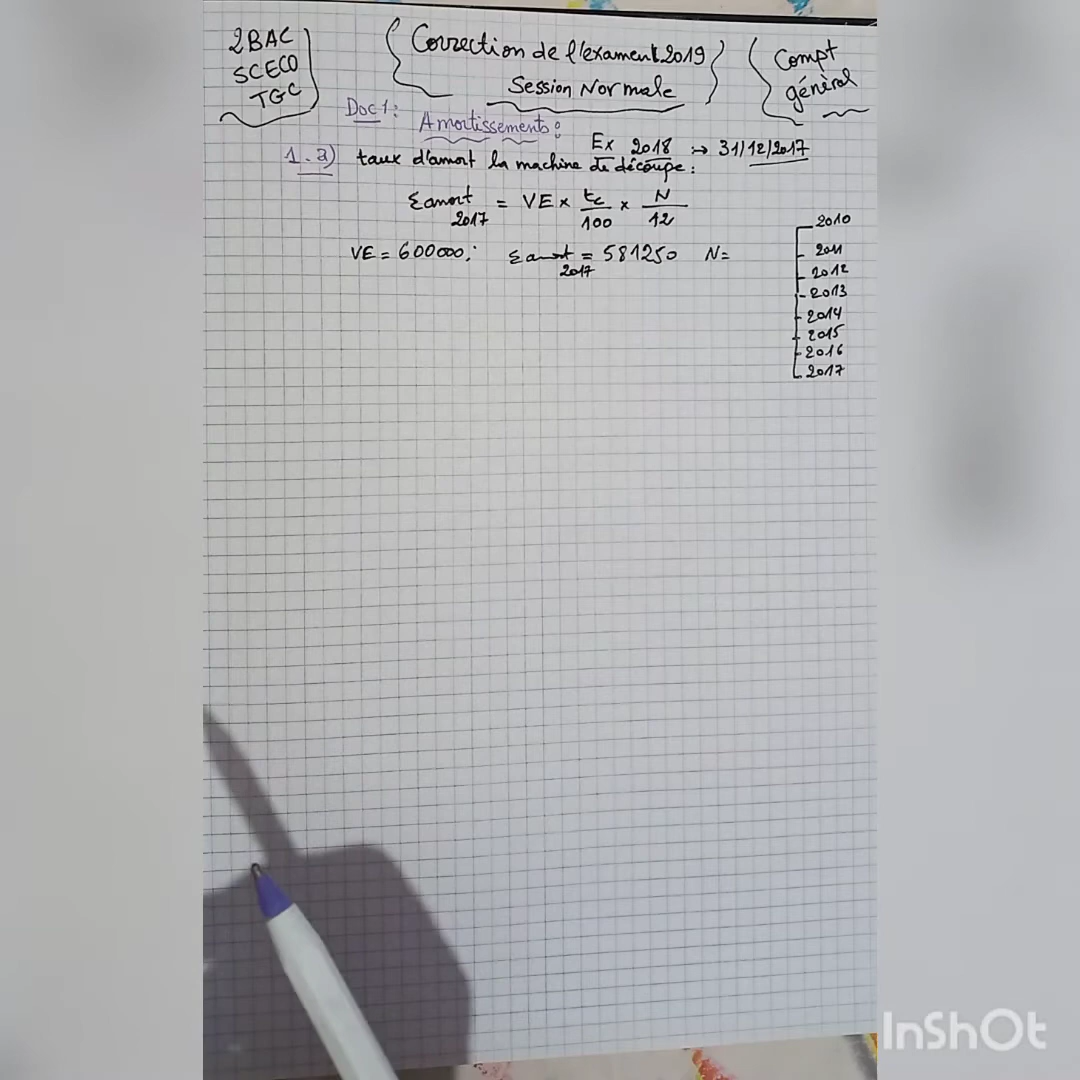 2BAC
SCECO
TGC
Correction de l'examen t.2019
Session Normale
Compt
général
Doc1:
Amortissements:
Ex 2018 → 31/12/2017
1-a) taux d'amort la machine de découpe:
Σamort 2017 = VE × tc/100 × N/12
VE = 600000; Σamort 2017 = 581250 N=
2010
2011
2012
2013
2014
2015
2016
2017
InShOt